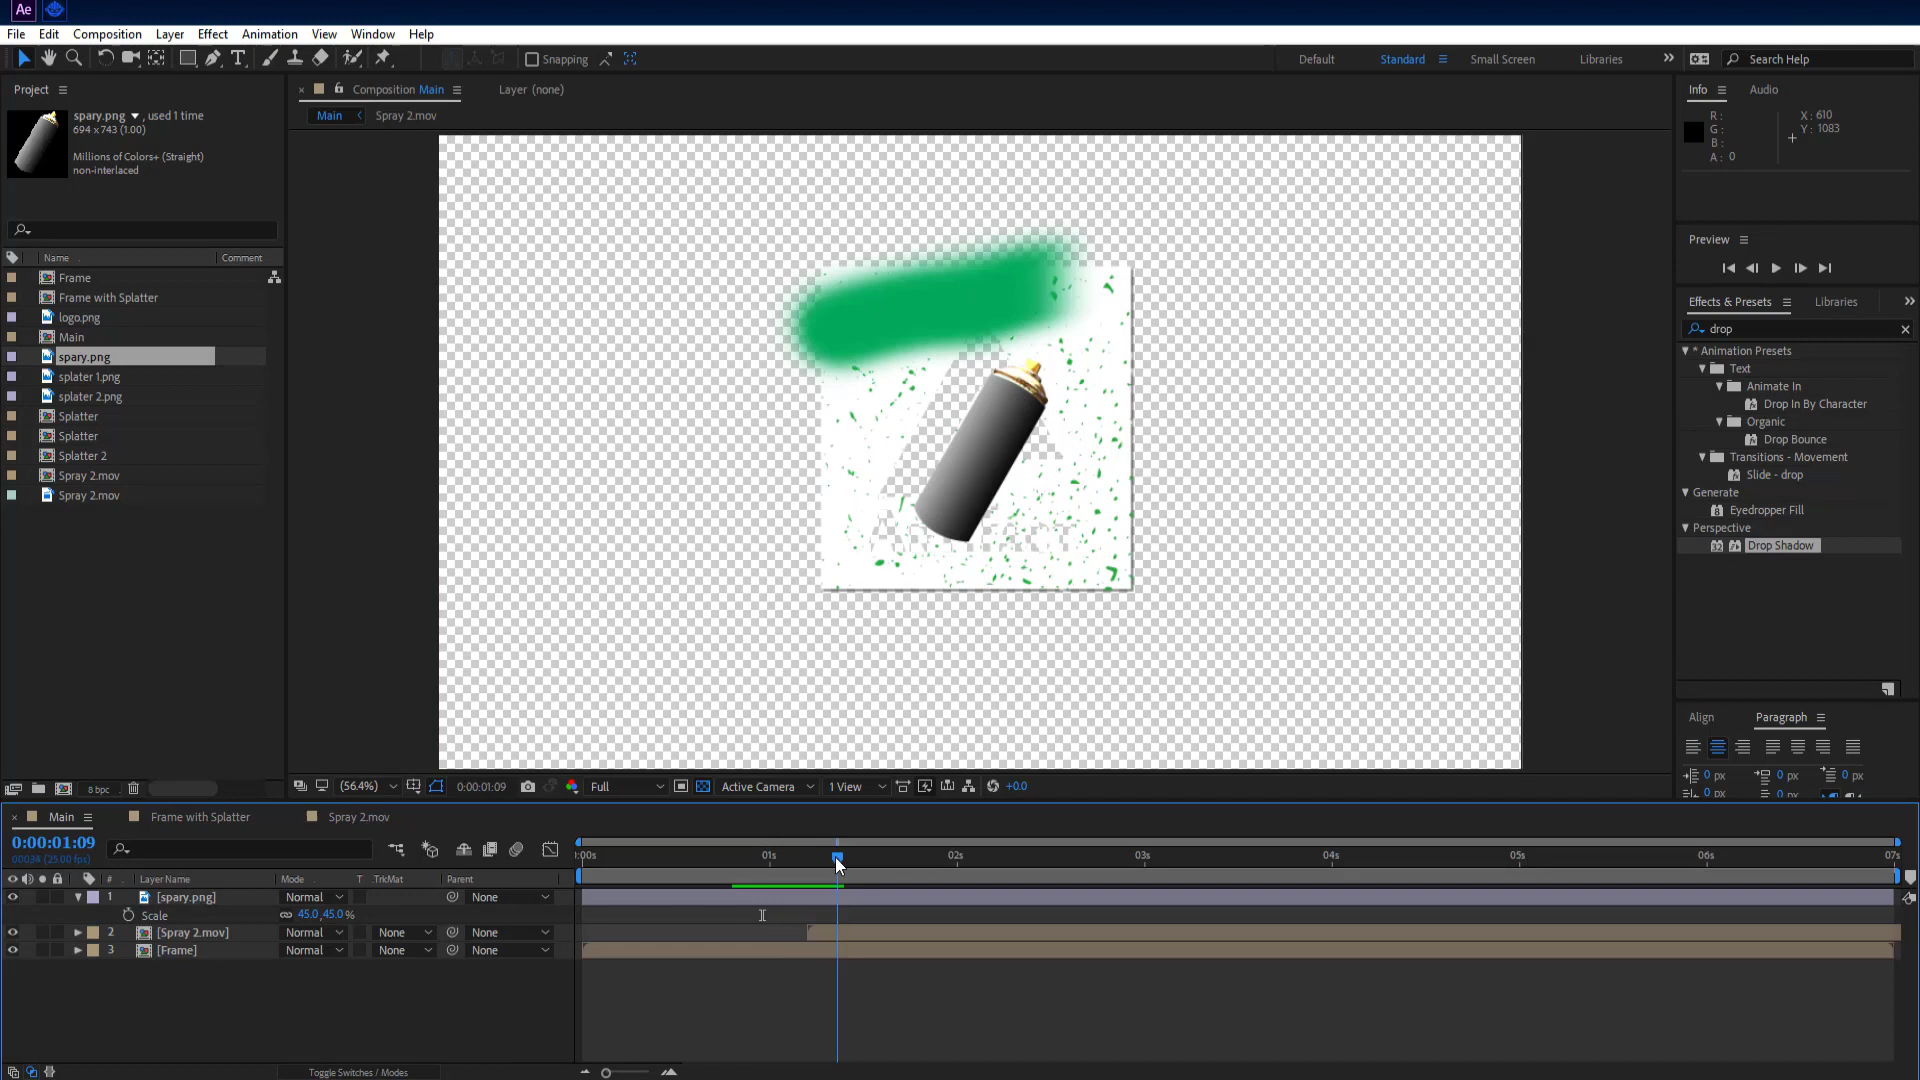 Ae
File Edit Composition Layer Effect Animation View Window Help
Snapping
Default Standard Small Screen Libraries Search Help
Project
Composition Main Layer (none)
Main Spray 2.mov
spary.png , used 1 time
694 x 743 (1.00)
Millions of Colors+ (Straight)
non-interlaced
Name Comment
Frame
Frame with Splatter
logo.png
Main
spary.png
splater 1.png
splater 2.png
Splatter
Splatter
Splatter 2
Spray 2.mov
Spray 2.mov
8 bpc
(56.4%) 0:00:01:09 Full Active Camera 1 View +0.0
Info Audio
R : X : 610
G : Y : 1083
B :
A : 0
Preview
Effects & Presets Libraries
drop
* Animation Presets
Text
Animate In
Drop In By Character
Organic
Drop Bounce
Transitions - Movement
Slide - drop
Generate
Eyedropper Fill
Perspective
32 Drop Shadow
Align Paragraph
0 px 0 px 0 px
0 px 0 px
Main Frame with Splatter Spray 2.mov
0:00:01:09
00034 (25.00 fps)
:00s 01s 02s 03s 04s 05s 06s 07s
# Layer Name Mode T .TrkMat Parent
1 [spary.png] Normal None
Scale 45.0,45.0 %
2 [Spray 2.mov] Normal None None
3 [Frame] Normal None None
Toggle Switches / Modes